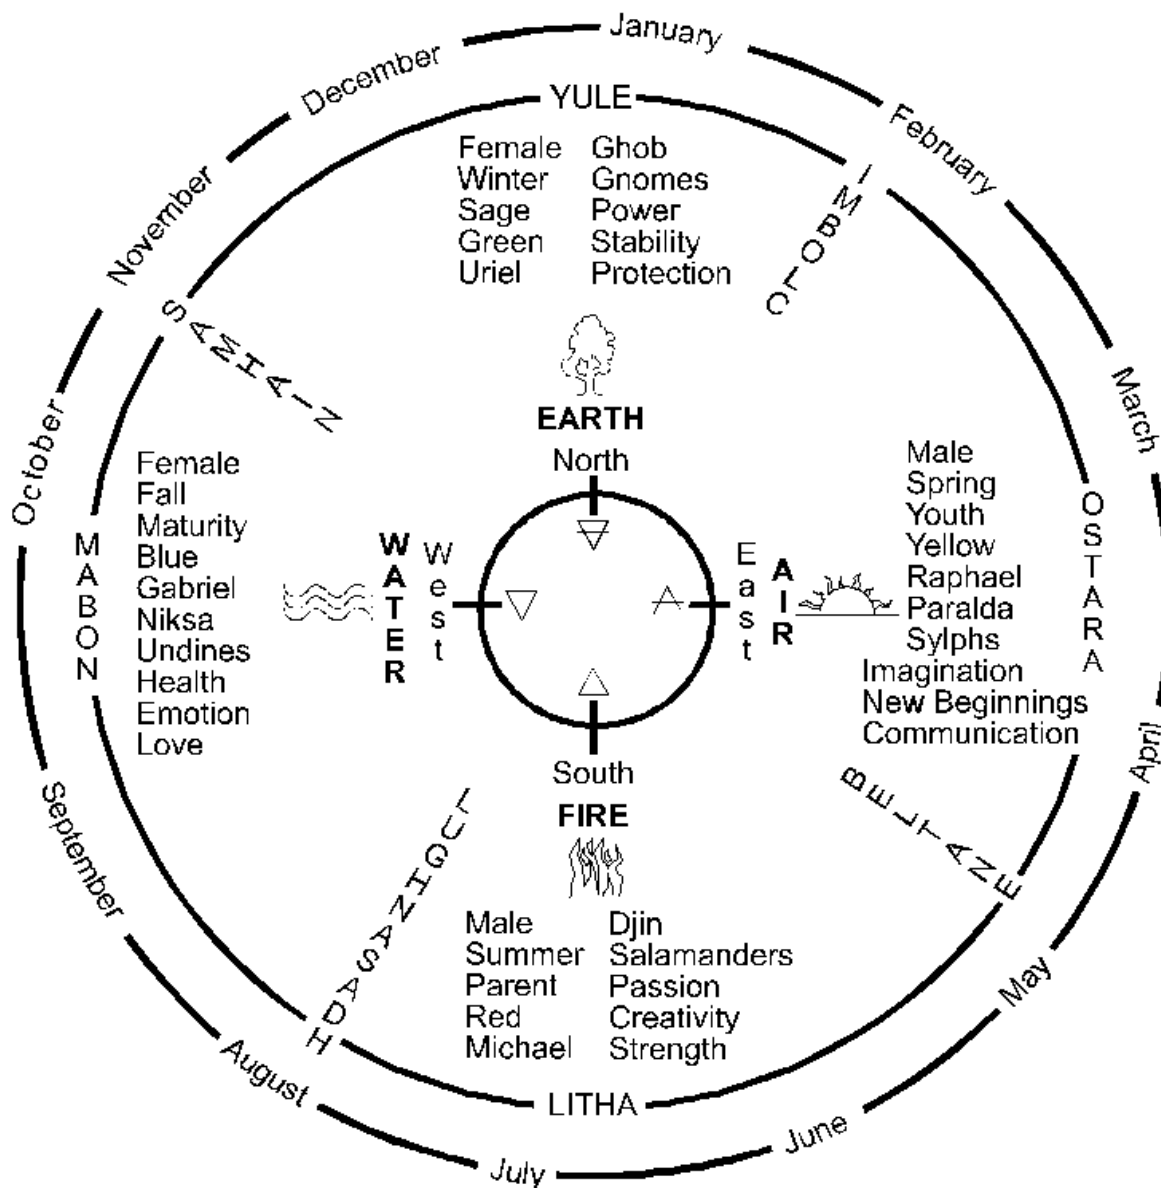 January
February
March
April
May
June
July
August
September
October
November
December
YULE
IMBOLC
OSTARA
BELTANE
LITHA
LUGHNASADH
MABON
SAMHAIN
Female Ghob
Winter Gnomes
Sage Power
Green Stability
Uriel Protection
EARTH
North
Male
Spring
Youth
Yellow
Raphael
Paralda
Sylphs
Imagination
New Beginnings
Communication
East
AIR
South
FIRE
Male Djin
Summer Salamanders
Parent Passion
Red Creativity
Michael Strength
Female
Fall
Maturity
Blue
Gabriel
Niksa
Undines
Health
Emotion
Love
WATER
West